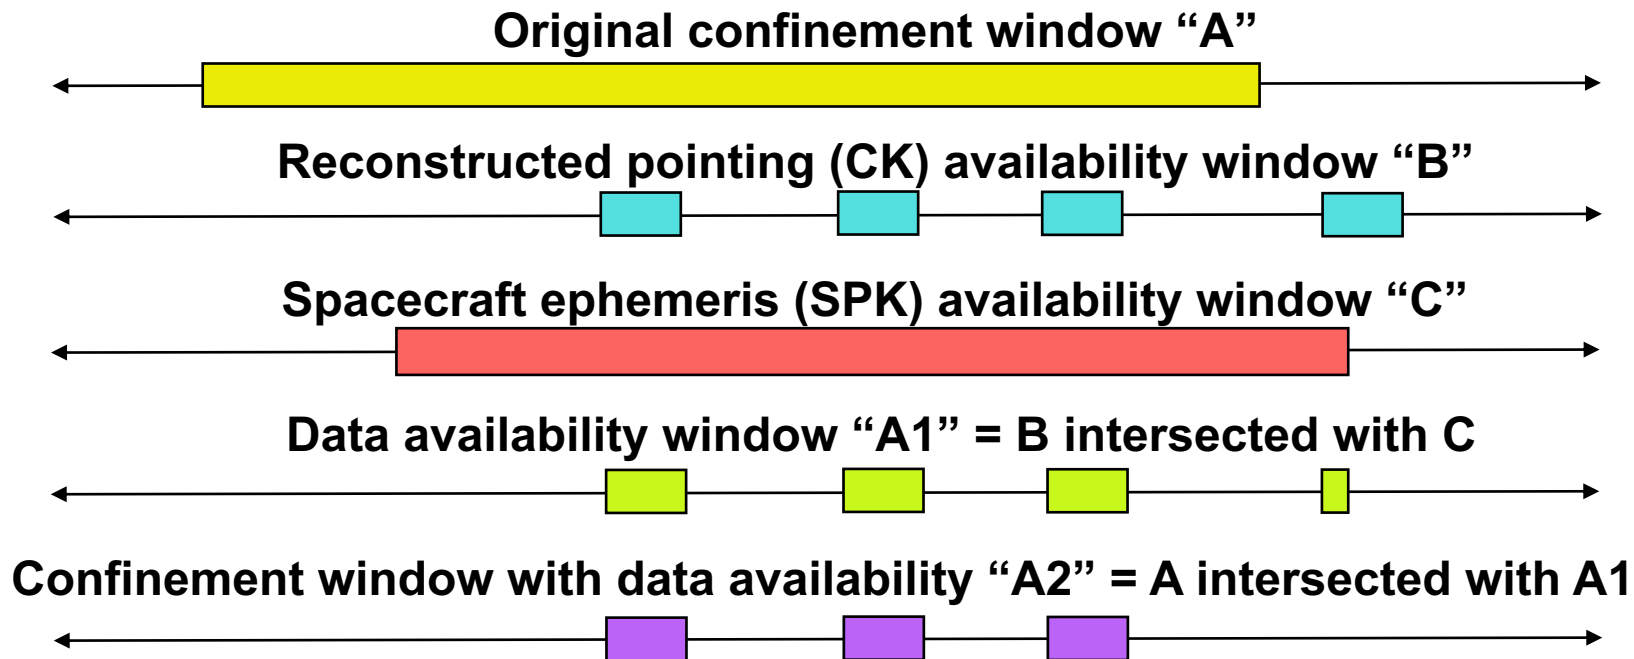 Original confinement window “A”
Reconstructed pointing (CK) availability window “B”
Spacecraft ephemeris (SPK) availability window “C”
Data availability window “A1” = B intersected with C
Confinement window with data availability “A2” = A intersected with A1